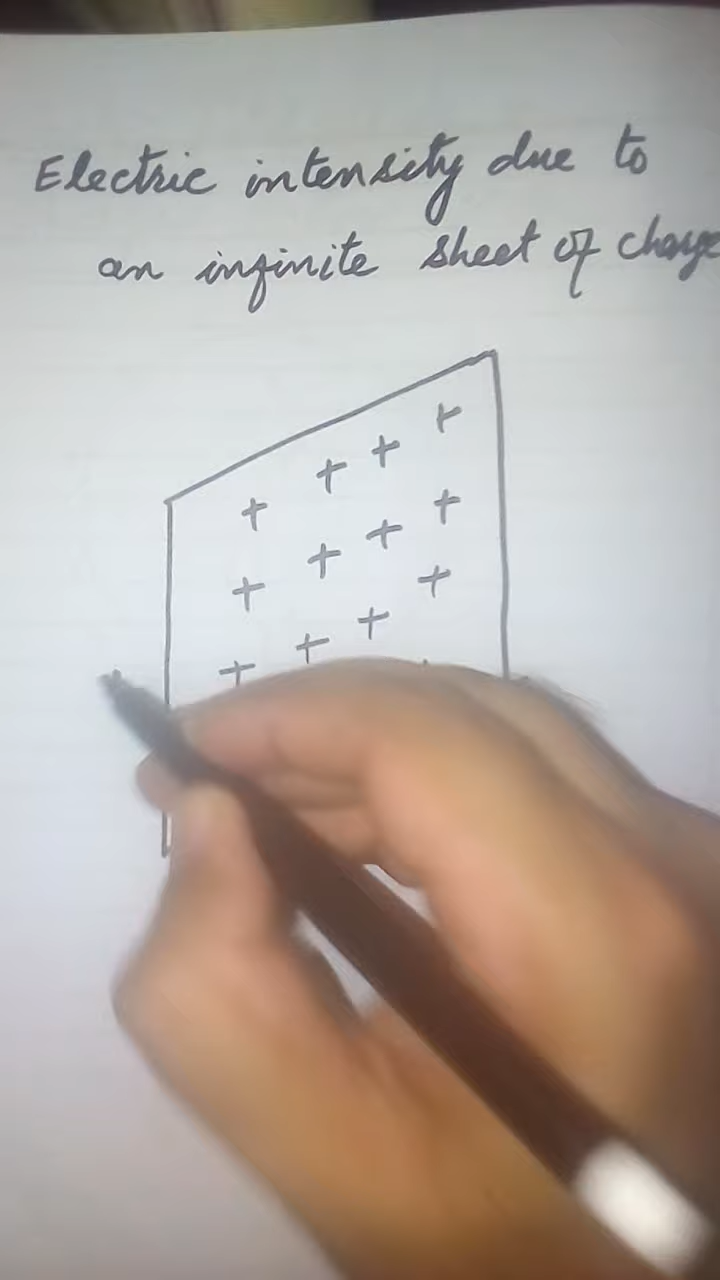 Electric intensity due to
an infinite sheet of charge
+ + + +
+ + + +
+ + + +